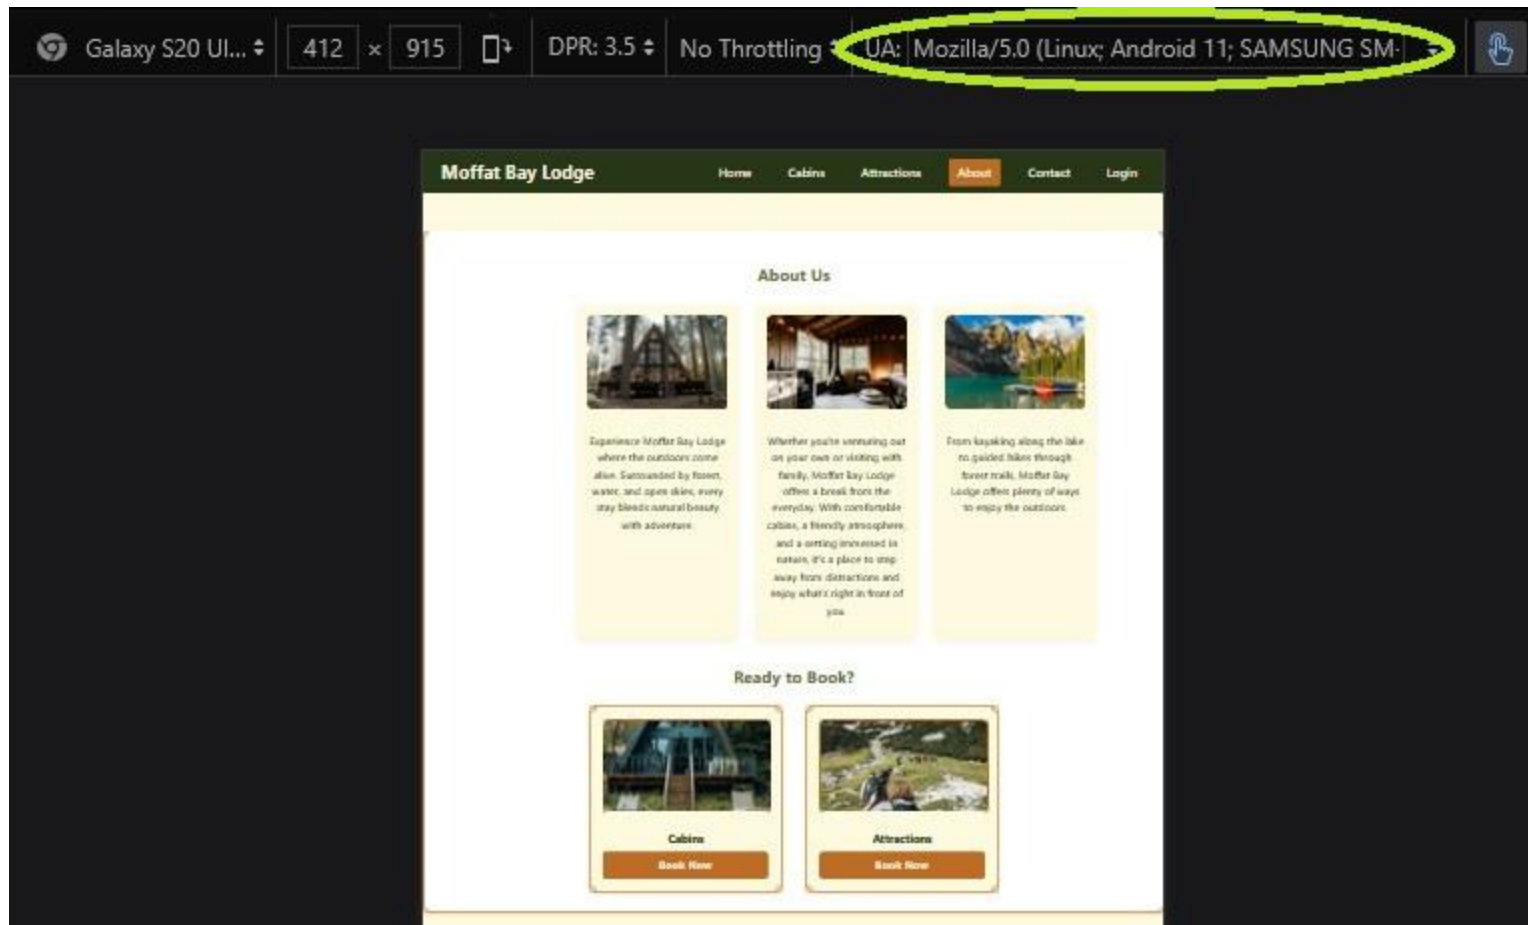 Galaxy S20 Ul... 412 × 915 DPR: 3.5 No Throttling UA: Mozilla/5.0 (Linux; Android 11; SAMSUNG SM-
Moffat Bay Lodge Home Cabins Attractions About Contact Login
About Us
Experience Moffat Bay Lodge
where the outdoors come
alive. Surrounded by forest,
water, and open skies, every
stay blends natural beauty
with adventure.
Whether you're venturing out
on your own or visiting with
family, Moffat Bay Lodge
offers a break from the
everyday. With comfortable
cabins, a friendly atmosphere,
and a setting immersed in
nature, it's a place to step
away from distractions and
enjoy what's right in front of
you.
From kayaking along the lake
to guided hikes through
forest trails, Moffat Bay
Lodge offers plenty of ways
to enjoy the outdoors.
Ready to Book?
Cabins
Book Now
Attractions
Book Now